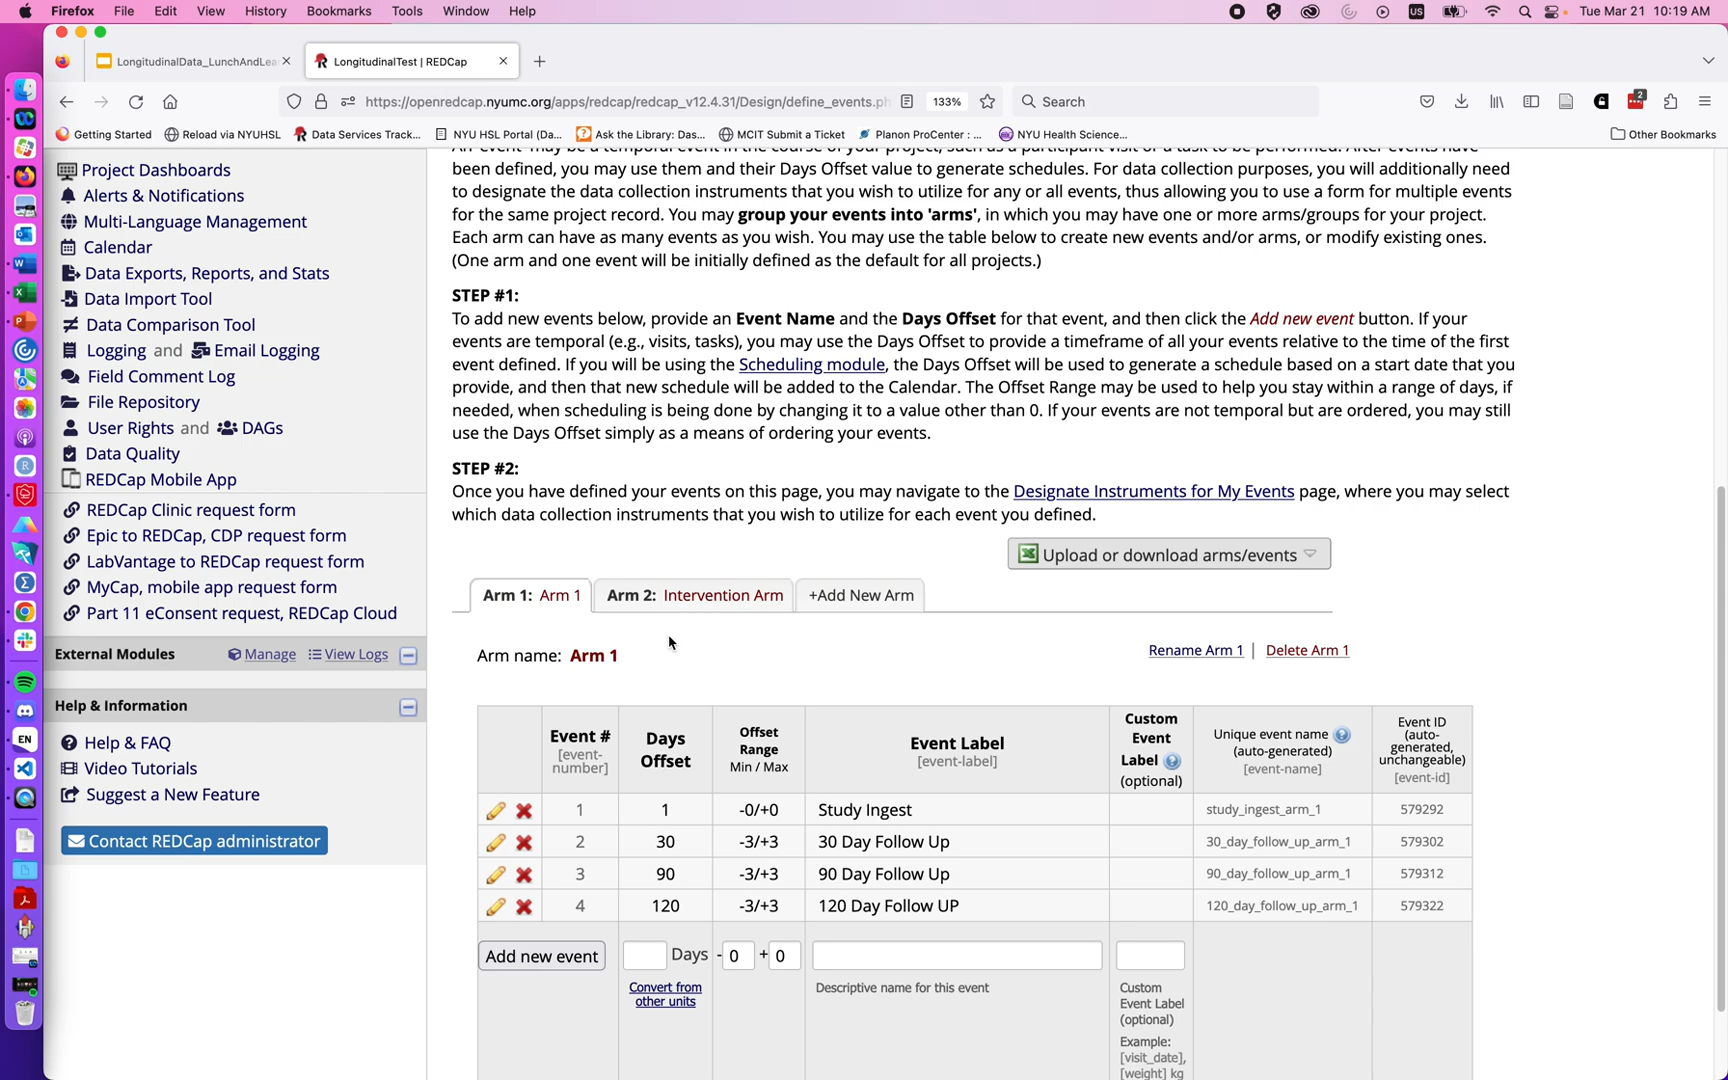 Firefox File Edit View History Bookmarks Tools Window Help US Tue Mar 21 10:19 AM
LongitudinalData_LunchAndLea LongitudinalTest | REDCap
https://openredcap.nyumc.org/apps/redcap/redcap_v12.4.31/Design/define_events.ph 133% Search 2
Getting Started Reload via NYUHSL Data Services Track... NYU HSL Portal (Da... Ask the Library: Das... MCIT Submit a Ticket Planon ProCenter : ... NYU Health Science... Other Bookmarks
Project Dashboards
Alerts & Notifications
Multi-Language Management
Calendar
Data Exports, Reports, and Stats
Data Import Tool
Data Comparison Tool
Logging and Email Logging
Field Comment Log
File Repository
User Rights and DAGs
Data Quality
REDCap Mobile App
REDCap Clinic request form
Epic to REDCap, CDP request form
LabVantage to REDCap request form
MyCap, mobile app request form
Part 11 eConsent request, REDCap Cloud
External Modules Manage View Logs
Help & Information
Help & FAQ
Video Tutorials
Suggest a New Feature
Contact REDCap administrator
EN
An 'event' may be a temporal event in the course of your project, such as a participant visit or a task to be performed. After events have
been defined, you may use them and their Days Offset value to generate schedules. For data collection purposes, you will additionally need
to designate the data collection instruments that you wish to utilize for any or all events, thus allowing you to use a form for multiple events
for the same project record. You may group your events into 'arms', in which you may have one or more arms/groups for your project.
Each arm can have as many events as you wish. You may use the table below to create new events and/or arms, or modify existing ones.
(One arm and one event will be initially defined as the default for all projects.)
STEP #1:
To add new events below, provide an Event Name and the Days Offset for that event, and then click the Add new event button. If your
events are temporal (e.g., visits, tasks), you may use the Days Offset to provide a timeframe of all your events relative to the time of the first
event defined. If you will be using the Scheduling module, the Days Offset will be used to generate a schedule based on a start date that you
provide, and then that new schedule will be added to the Calendar. The Offset Range may be used to help you stay within a range of days, if
needed, when scheduling is being done by changing it to a value other than 0. If your events are not temporal but are ordered, you may still
use the Days Offset simply as a means of ordering your events.
STEP #2:
Once you have defined your events on this page, you may navigate to the Designate Instruments for My Events page, where you may select
which data collection instruments that you wish to utilize for each event you defined.
Upload or download arms/events
Arm 1: Arm 1 Arm 2: Intervention Arm +Add New Arm
Arm name: Arm 1 Rename Arm 1 | Delete Arm 1
Event # [event-number] Days Offset Offset Range Min / Max Event Label [event-label] Custom Event Label (optional) Unique event name (auto-generated) [event-name] Event ID (auto-generated, unchangeable) [event-id]
1 1 -0/+0 Study Ingest study_ingest_arm_1 579292
2 30 -3/+3 30 Day Follow Up 30_day_follow_up_arm_1 579302
3 90 -3/+3 90 Day Follow Up 90_day_follow_up_arm_1 579312
4 120 -3/+3 120 Day Follow UP 120_day_follow_up_arm_1 579322
Add new event Days - 0 + 0
Convert from other units
Descriptive name for this event
Custom
Event Label
(optional)
Example:
[visit_date],
[weight] kg